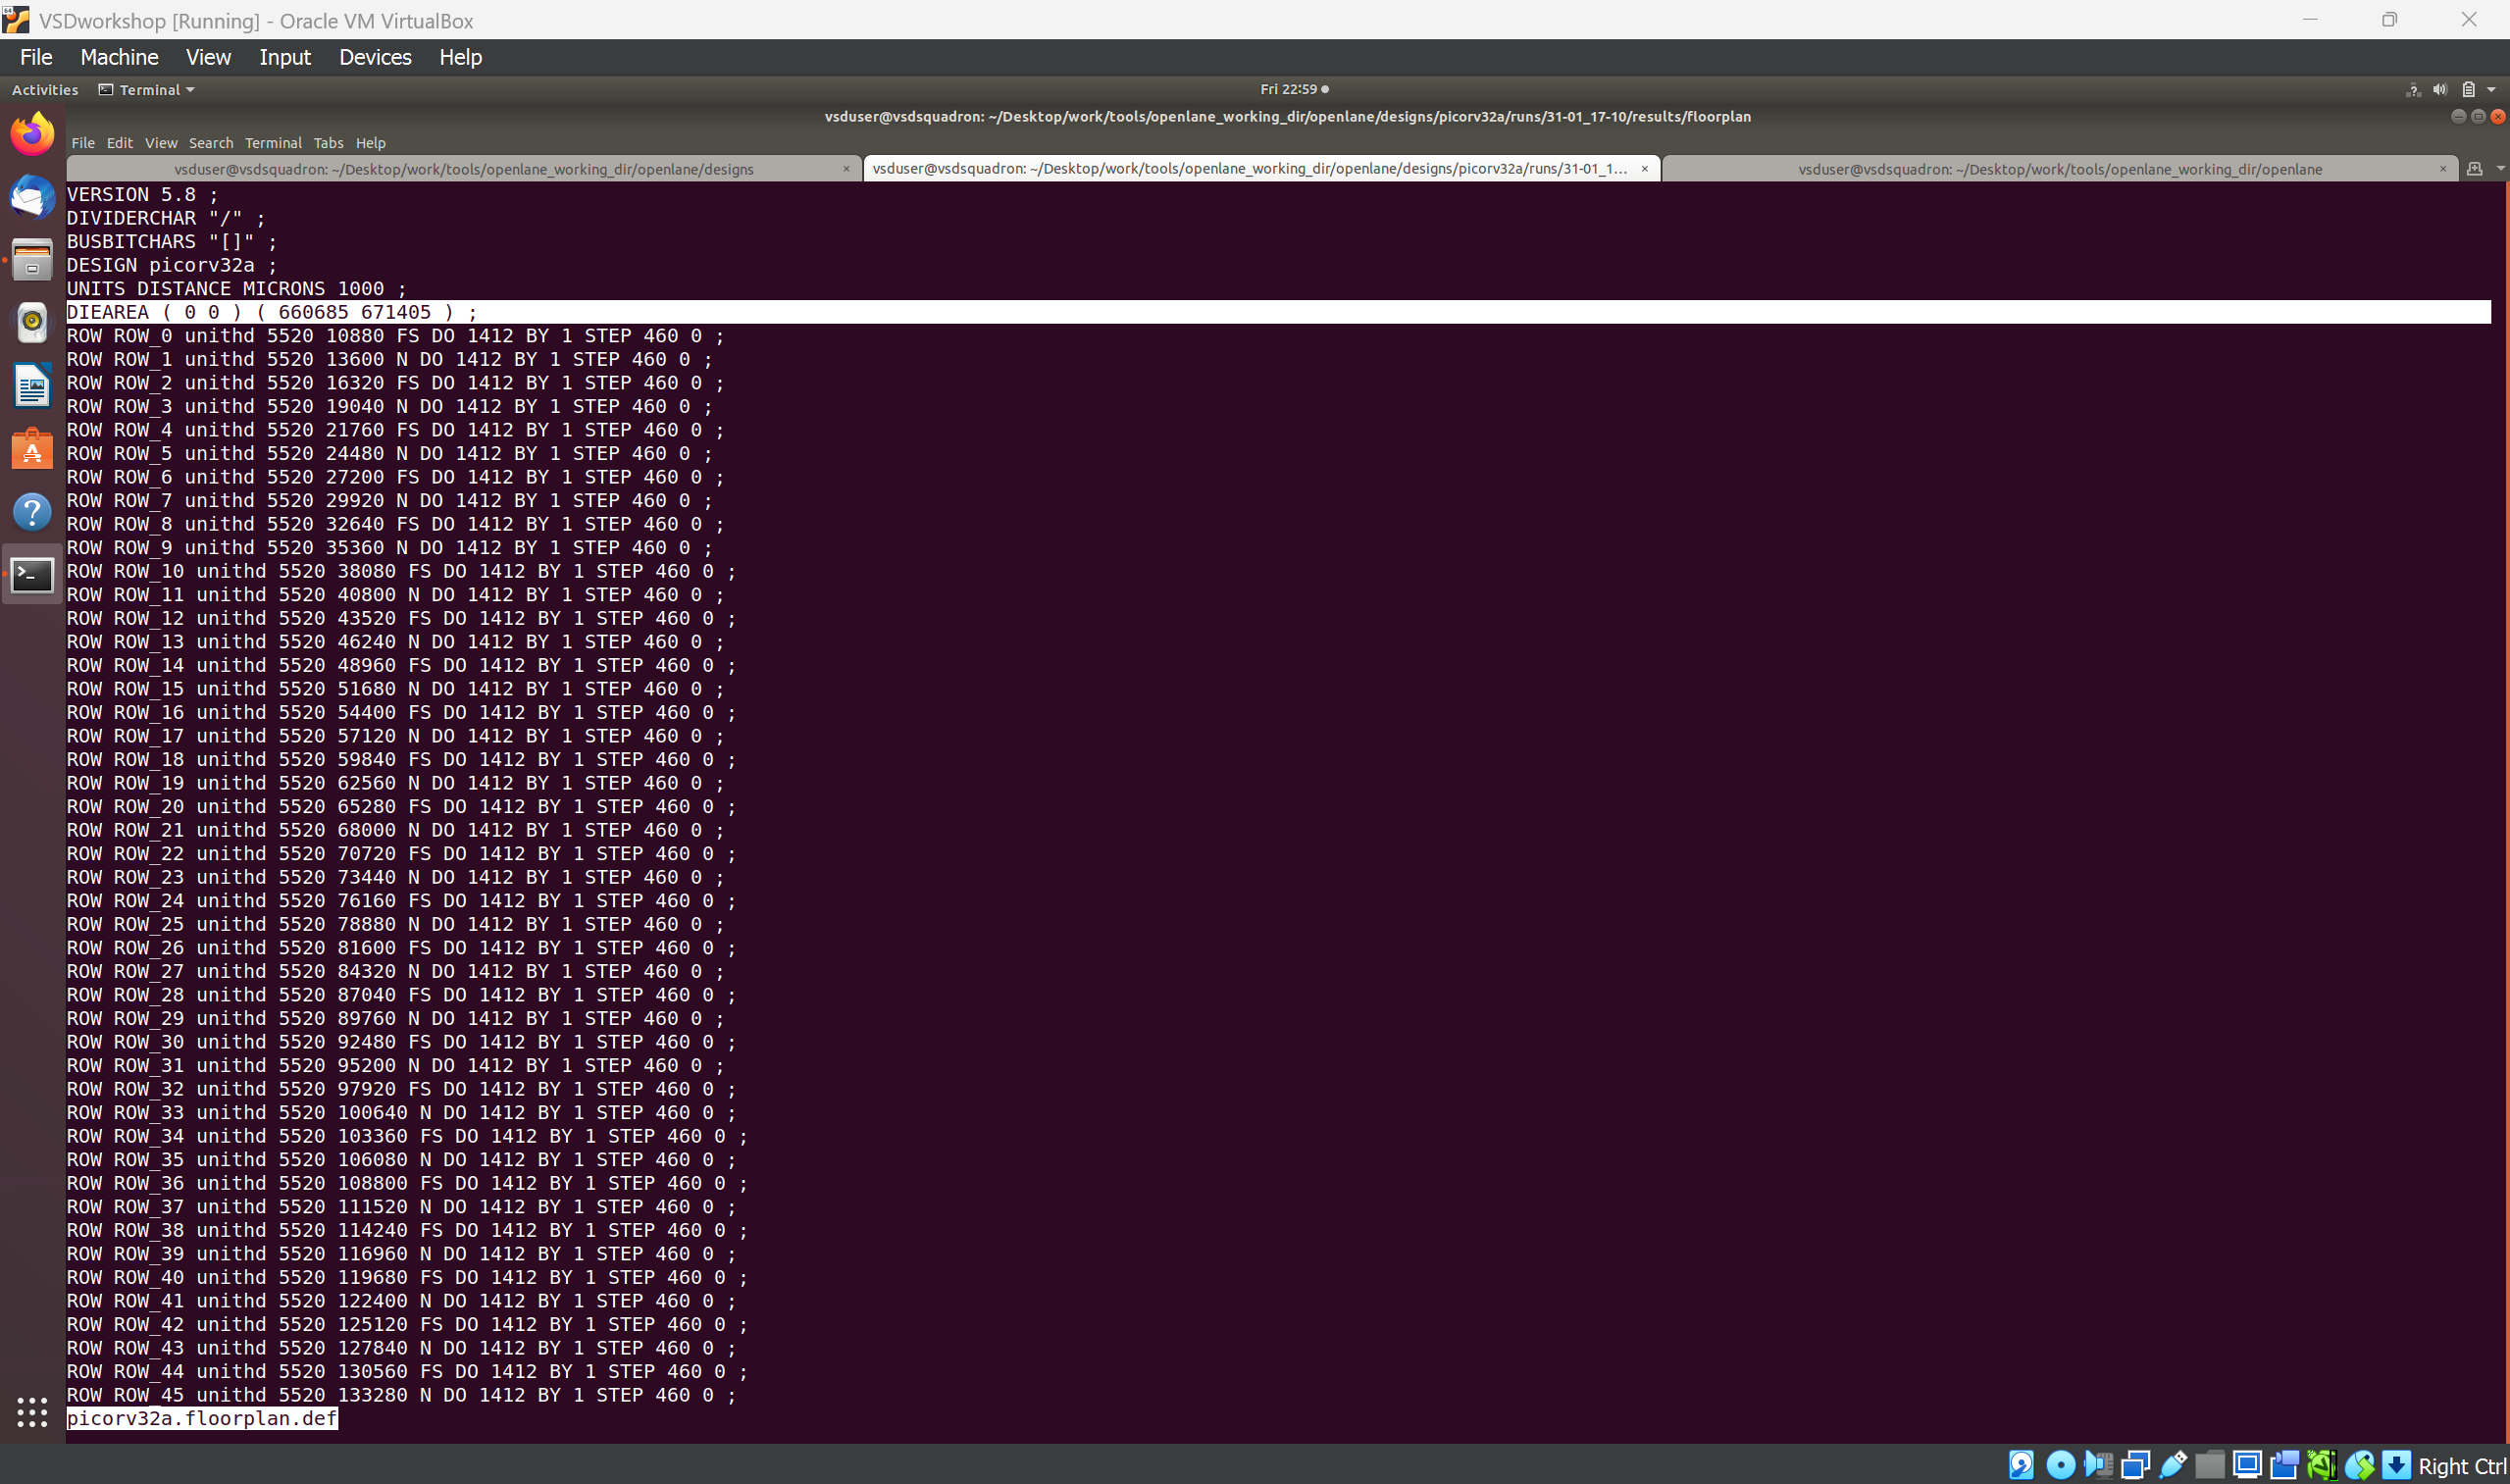 VSDworkshop [Running] - Oracle VM VirtualBox
File Machine View Input Devices Help
Activities Terminal Fri 22:59
vsduser@vsdsquadron: ~/Desktop/work/tools/openlane_working_dir/openlane/designs/picorv32a/runs/31-01_17-10/results/floorplan
File Edit View Search Terminal Tabs Help
vsduser@vsdsquadron: ~/Desktop/work/tools/openlane_working_dir/openlane/designs × vsduser@vsdsquadron: ~/Desktop/work/tools/openlane_working_dir/openlane/designs/picorv32a/runs/31-01_1... × vsduser@vsdsquadron: ~/Desktop/work/tools/openlane_working_dir/openlane ×
VERSION 5.8 ;
DIVIDERCHAR "/" ;
BUSBITCHARS "[]" ;
DESIGN picorv32a ;
UNITS DISTANCE MICRONS 1000 ;
DIEAREA ( 0 0 ) ( 660685 671405 ) ;
ROW ROW_0 unithd 5520 10880 FS DO 1412 BY 1 STEP 460 0 ;
ROW ROW_1 unithd 5520 13600 N DO 1412 BY 1 STEP 460 0 ;
ROW ROW_2 unithd 5520 16320 FS DO 1412 BY 1 STEP 460 0 ;
ROW ROW_3 unithd 5520 19040 N DO 1412 BY 1 STEP 460 0 ;
ROW ROW_4 unithd 5520 21760 FS DO 1412 BY 1 STEP 460 0 ;
ROW ROW_5 unithd 5520 24480 N DO 1412 BY 1 STEP 460 0 ;
ROW ROW_6 unithd 5520 27200 FS DO 1412 BY 1 STEP 460 0 ;
ROW ROW_7 unithd 5520 29920 N DO 1412 BY 1 STEP 460 0 ;
ROW ROW_8 unithd 5520 32640 FS DO 1412 BY 1 STEP 460 0 ;
ROW ROW_9 unithd 5520 35360 N DO 1412 BY 1 STEP 460 0 ;
ROW ROW_10 unithd 5520 38080 FS DO 1412 BY 1 STEP 460 0 ;
ROW ROW_11 unithd 5520 40800 N DO 1412 BY 1 STEP 460 0 ;
ROW ROW_12 unithd 5520 43520 FS DO 1412 BY 1 STEP 460 0 ;
ROW ROW_13 unithd 5520 46240 N DO 1412 BY 1 STEP 460 0 ;
ROW ROW_14 unithd 5520 48960 FS DO 1412 BY 1 STEP 460 0 ;
ROW ROW_15 unithd 5520 51680 N DO 1412 BY 1 STEP 460 0 ;
ROW ROW_16 unithd 5520 54400 FS DO 1412 BY 1 STEP 460 0 ;
ROW ROW_17 unithd 5520 57120 N DO 1412 BY 1 STEP 460 0 ;
ROW ROW_18 unithd 5520 59840 FS DO 1412 BY 1 STEP 460 0 ;
ROW ROW_19 unithd 5520 62560 N DO 1412 BY 1 STEP 460 0 ;
ROW ROW_20 unithd 5520 65280 FS DO 1412 BY 1 STEP 460 0 ;
ROW ROW_21 unithd 5520 68000 N DO 1412 BY 1 STEP 460 0 ;
ROW ROW_22 unithd 5520 70720 FS DO 1412 BY 1 STEP 460 0 ;
ROW ROW_23 unithd 5520 73440 N DO 1412 BY 1 STEP 460 0 ;
ROW ROW_24 unithd 5520 76160 FS DO 1412 BY 1 STEP 460 0 ;
ROW ROW_25 unithd 5520 78880 N DO 1412 BY 1 STEP 460 0 ;
ROW ROW_26 unithd 5520 81600 FS DO 1412 BY 1 STEP 460 0 ;
ROW ROW_27 unithd 5520 84320 N DO 1412 BY 1 STEP 460 0 ;
ROW ROW_28 unithd 5520 87040 FS DO 1412 BY 1 STEP 460 0 ;
ROW ROW_29 unithd 5520 89760 N DO 1412 BY 1 STEP 460 0 ;
ROW ROW_30 unithd 5520 92480 FS DO 1412 BY 1 STEP 460 0 ;
ROW ROW_31 unithd 5520 95200 N DO 1412 BY 1 STEP 460 0 ;
ROW ROW_32 unithd 5520 97920 FS DO 1412 BY 1 STEP 460 0 ;
ROW ROW_33 unithd 5520 100640 N DO 1412 BY 1 STEP 460 0 ;
ROW ROW_34 unithd 5520 103360 FS DO 1412 BY 1 STEP 460 0 ;
ROW ROW_35 unithd 5520 106080 N DO 1412 BY 1 STEP 460 0 ;
ROW ROW_36 unithd 5520 108800 FS DO 1412 BY 1 STEP 460 0 ;
ROW ROW_37 unithd 5520 111520 N DO 1412 BY 1 STEP 460 0 ;
ROW ROW_38 unithd 5520 114240 FS DO 1412 BY 1 STEP 460 0 ;
ROW ROW_39 unithd 5520 116960 N DO 1412 BY 1 STEP 460 0 ;
ROW ROW_40 unithd 5520 119680 FS DO 1412 BY 1 STEP 460 0 ;
ROW ROW_41 unithd 5520 122400 N DO 1412 BY 1 STEP 460 0 ;
ROW ROW_42 unithd 5520 125120 FS DO 1412 BY 1 STEP 460 0 ;
ROW ROW_43 unithd 5520 127840 N DO 1412 BY 1 STEP 460 0 ;
ROW ROW_44 unithd 5520 130560 FS DO 1412 BY 1 STEP 460 0 ;
ROW ROW_45 unithd 5520 133280 N DO 1412 BY 1 STEP 460 0 ;
picorv32a.floorplan.def
Right Ctrl